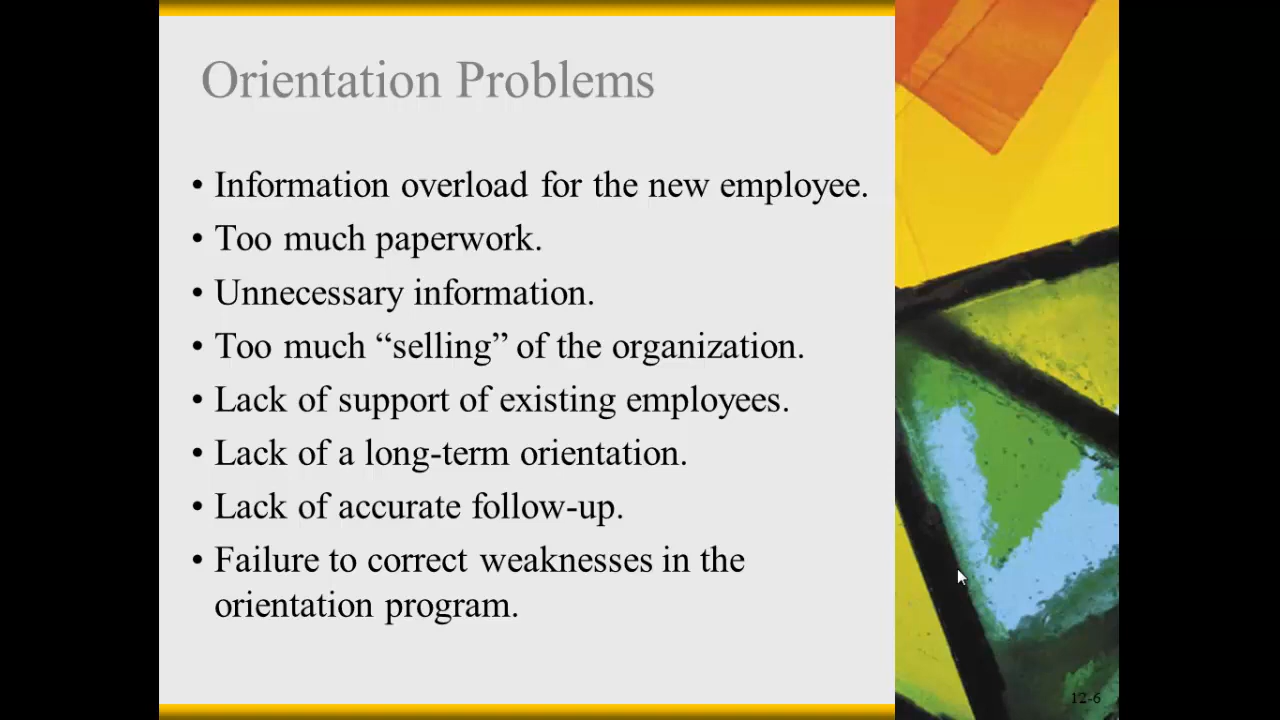 Orientation Problems
• Information overload for the new employee.
• Too much paperwork.
• Unnecessary information.
• Too much “selling” of the organization.
• Lack of support of existing employees.
• Lack of a long-term orientation.
• Lack of accurate follow-up.
• Failure to correct weaknesses in the
orientation program.
12-6